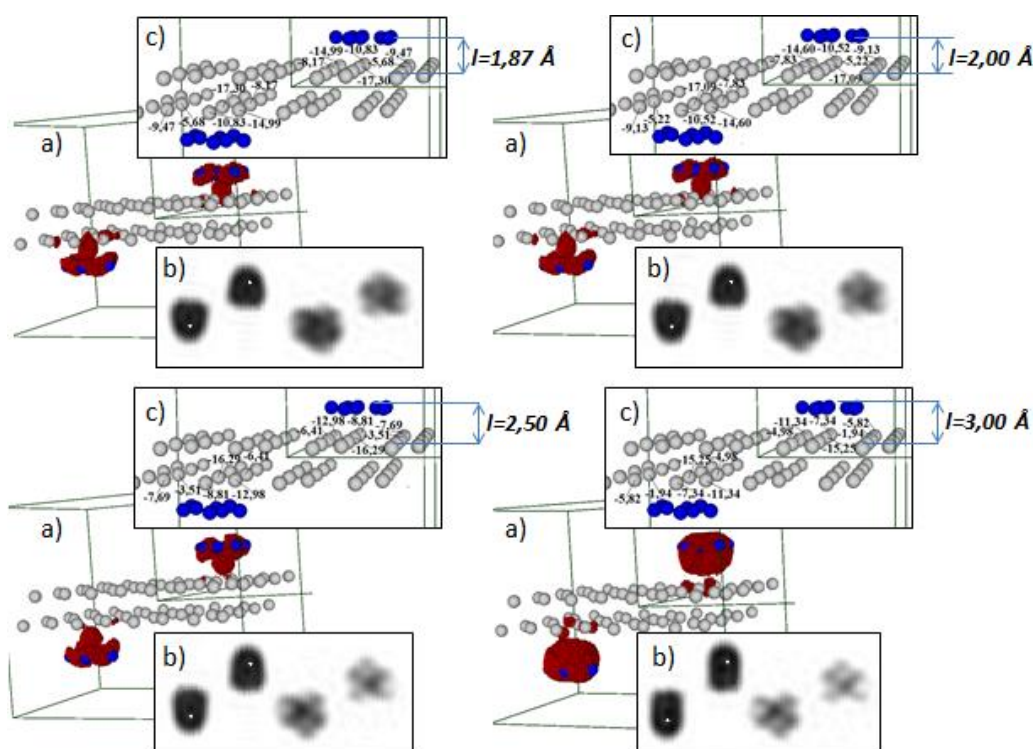 c)
-14,99 -10,83 -9,47
-8,17 -5,68
-17,30
l=1,87 Å
-17,30 -8,17
-9,47 -5,68 -10,83 -14,99
a)
b)
c)
-14,60 -10,52 -9,13
-7,83 -5,22
-17,09
l=2,00 Å
-17,09 -7,83
-9,13 -5,22 -10,52 -14,60
a)
b)
c)
-12,98 -8,81 -7,69
-6,41 -3,51
-16,29
l=2,50 Å
-16,29 -6,41
-7,69 -3,51 -8,81 -12,98
a)
b)
c)
-11,34 -7,34 -5,82
-4,98 -1,94
-15,25
l=3,00 Å
-15,25 -4,98
-5,82 -1,94 -7,34 -11,34
a)
b)